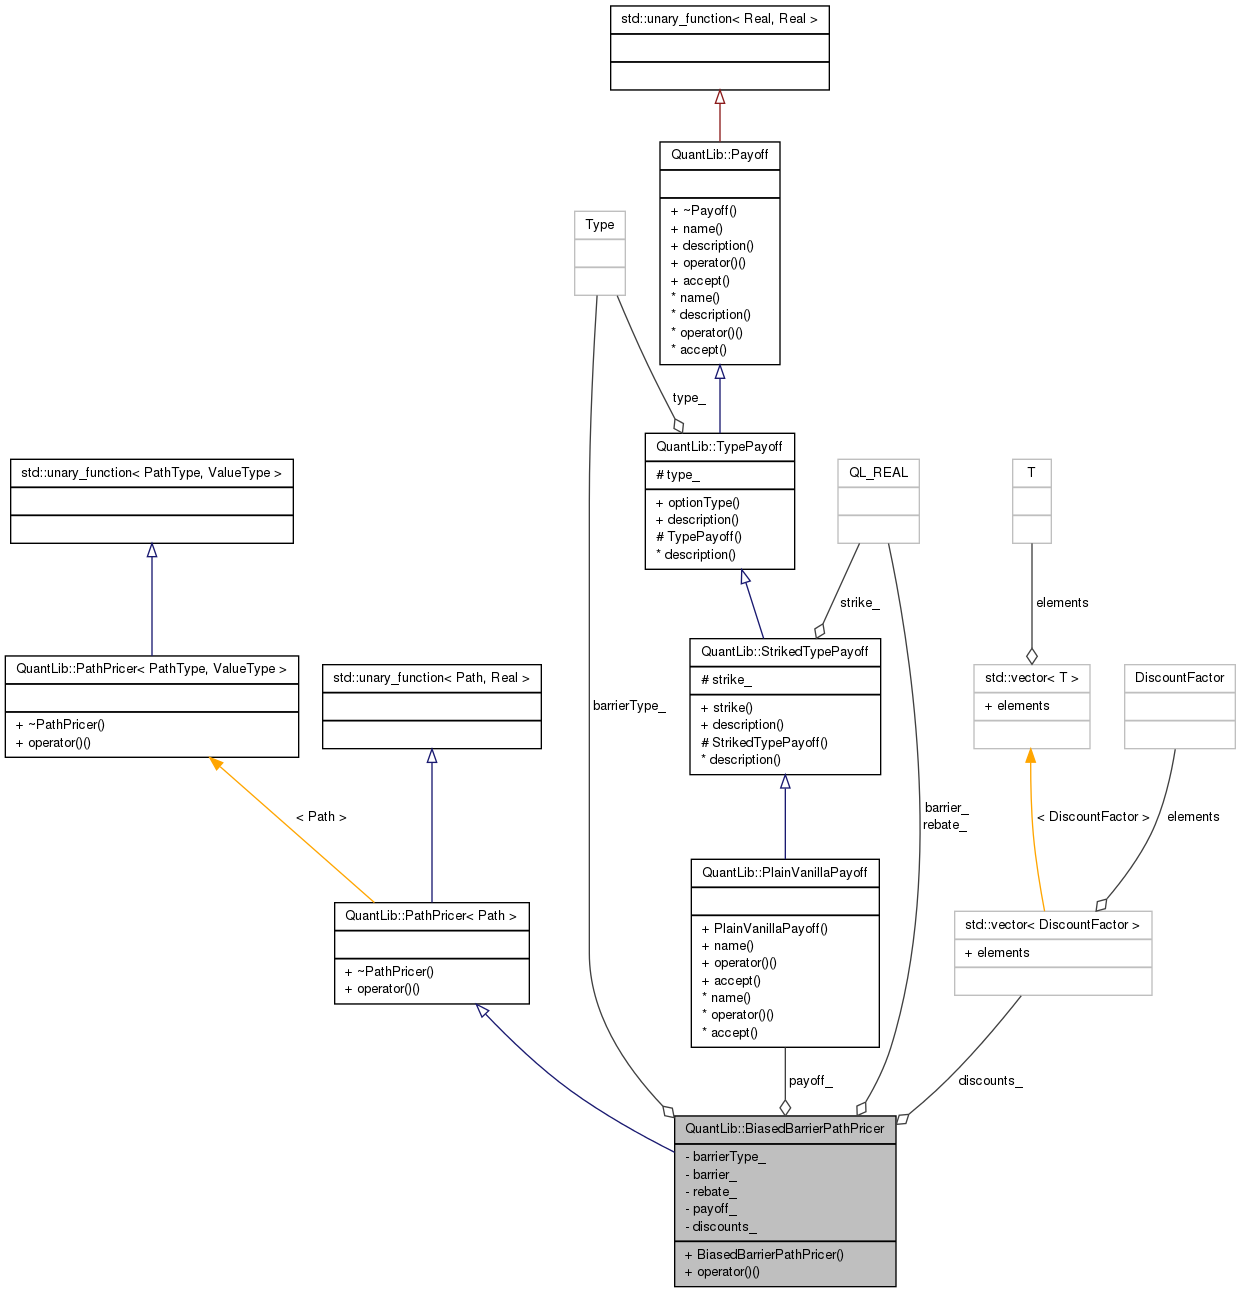 std::unary_function< Real, Real >
QuantLib::Payoff
+ ~Payoff()
+ name()
+ description()
+ operator()()
+ accept()
* name()
* description()
* operator()()
* accept()
Type
type_
QuantLib::TypePayoff
# type_
+ optionType()
+ description()
# TypePayoff()
* description()
std::unary_function< PathType, ValueType >
QL_REAL
T
strike_
elements
QuantLib::StrikedTypePayoff
# strike_
+ strike()
+ description()
# StrikedTypePayoff()
* description()
QuantLib::PathPricer< PathType, ValueType >
+ ~PathPricer()
+ operator()()
std::unary_function< Path, Real >
barrierType_
std::vector< T >
+ elements
DiscountFactor
< Path >
barrier_
rebate_
< DiscountFactor >
elements
QuantLib::PlainVanillaPayoff
+ PlainVanillaPayoff()
+ name()
+ operator()()
+ accept()
* name()
* operator()()
* accept()
QuantLib::PathPricer< Path >
+ ~PathPricer()
+ operator()()
std::vector< DiscountFactor >
+ elements
payoff_
discounts_
QuantLib::BiasedBarrierPathPricer
- barrierType_
- barrier_
- rebate_
- payoff_
- discounts_
+ BiasedBarrierPathPricer()
+ operator()()